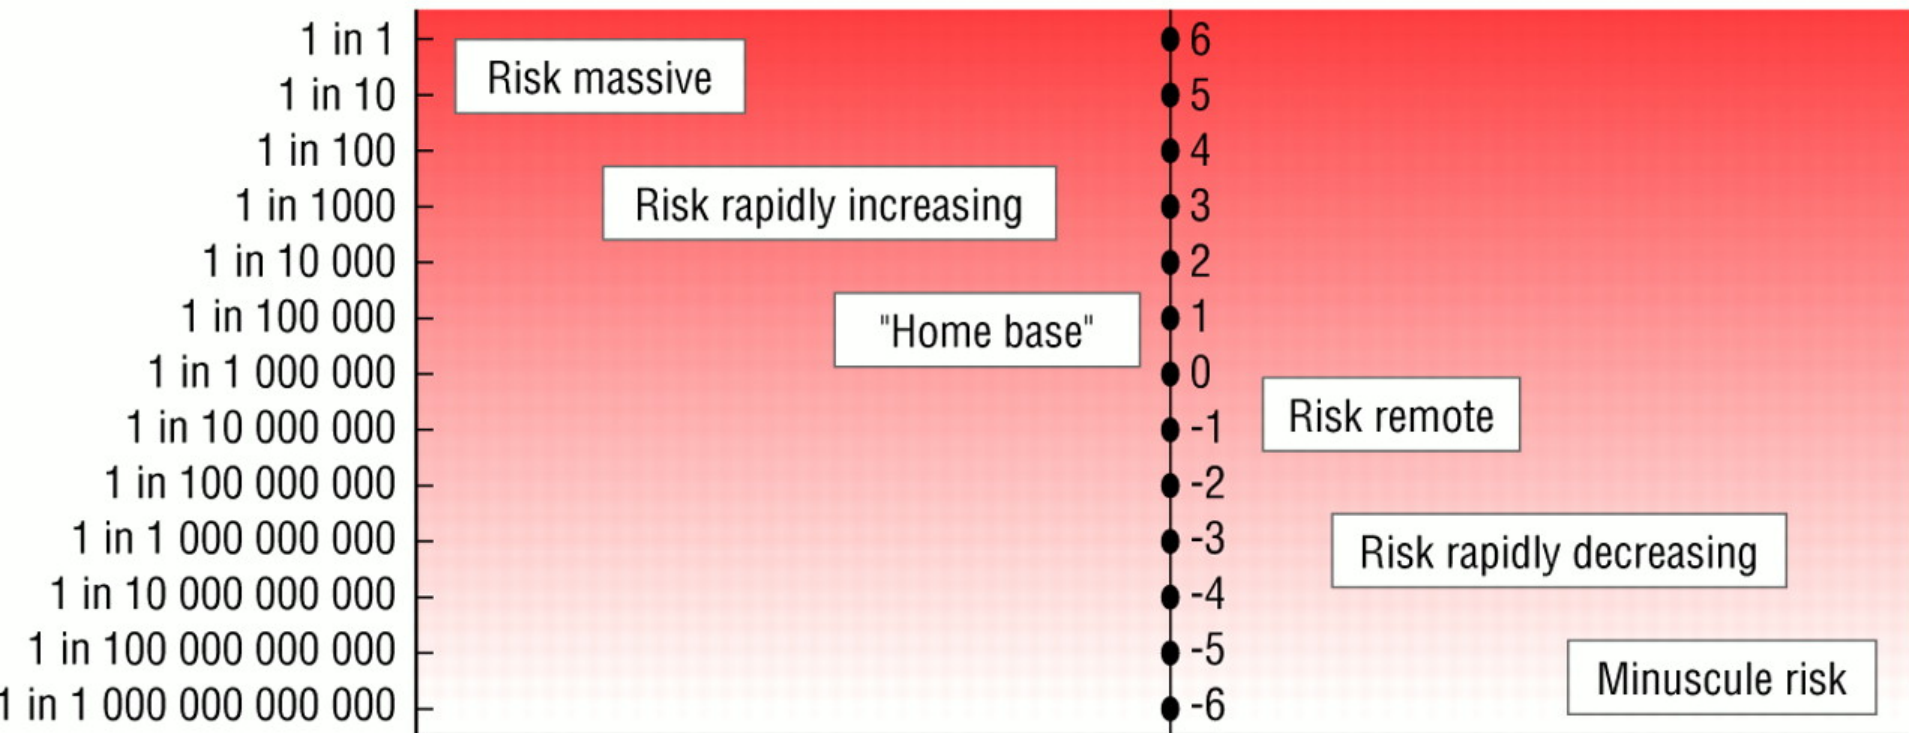 1 in 1
6
Risk massive
1 in 10
5
1 in 100
4
1 in 1000
Risk rapidly increasing
3
1 in 10 000
2
1 in 100 000
1
"Home base"
1 in 1 000 000
0
Risk remote
1 in 10 000 000
-1
1 in 100 000 000
-2
1 in 1 000 000 000
-3
Risk rapidly decreasing
1 in 10 000 000 000
-4
1 in 100 000 000 000
-5
Minuscule risk
1 in 1 000 000 000 000
-6